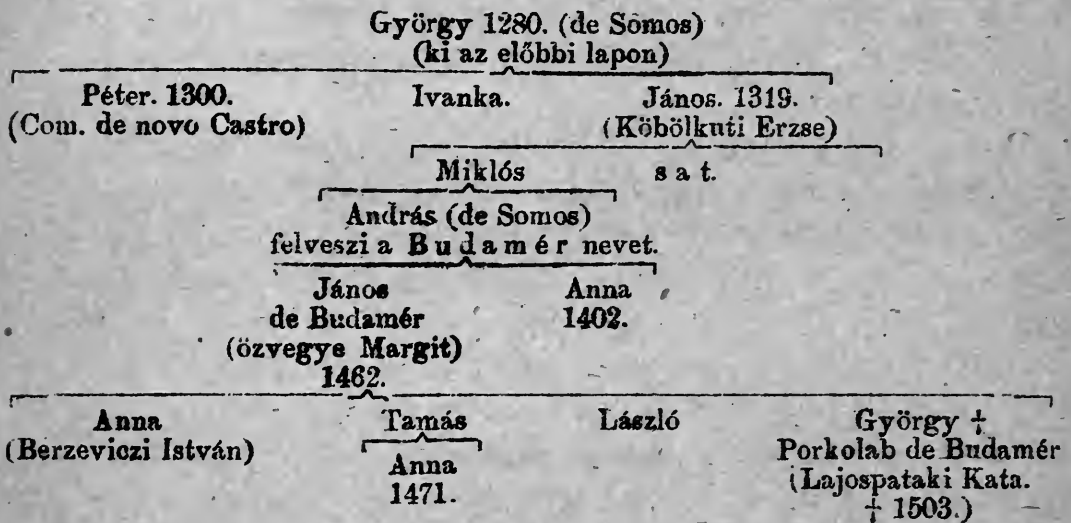 György 1280. (de Somos)
(ki az előbbi lapon)
Péter. 1300. Ivanka. János. 1319.
(Com. de novo Castro) (Köbölkuti Erzse)
Miklós s a t.
András (de Somos)
felveszi a Budamér nevet.
János Anna
de Budamér 1402.
(özvegye Margit)
1462.
Anna Tamás László György †
(Berzeviczi István) Porkolab de Budamér
Anna (Lajospataki Kata.
1471. † 1503.)